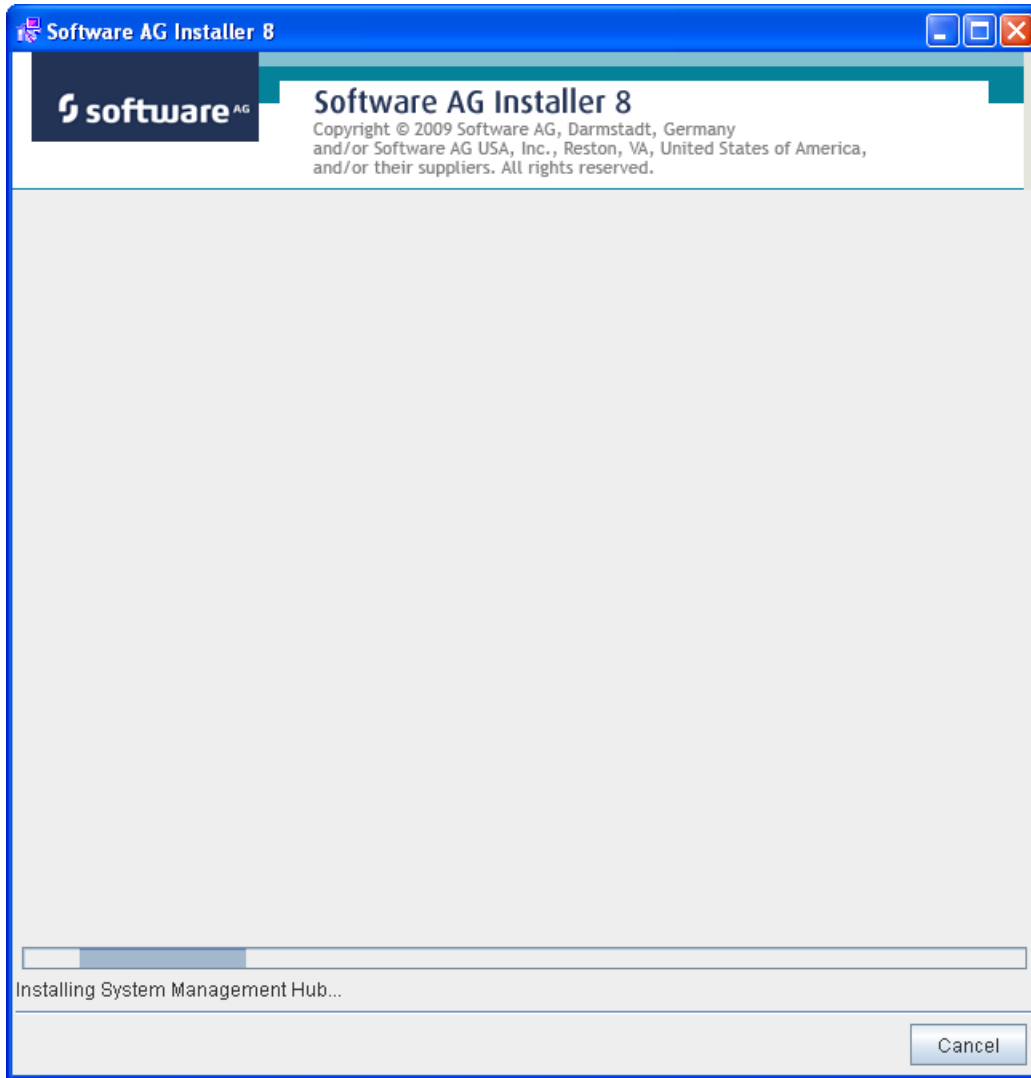 Software AG Installer 8
software AG
Software AG Installer 8
Copyright © 2009 Software AG, Darmstadt, Germany
and/or Software AG USA, Inc., Reston, VA, United States of America,
and/or their suppliers. All rights reserved.
Installing System Management Hub...
Cancel